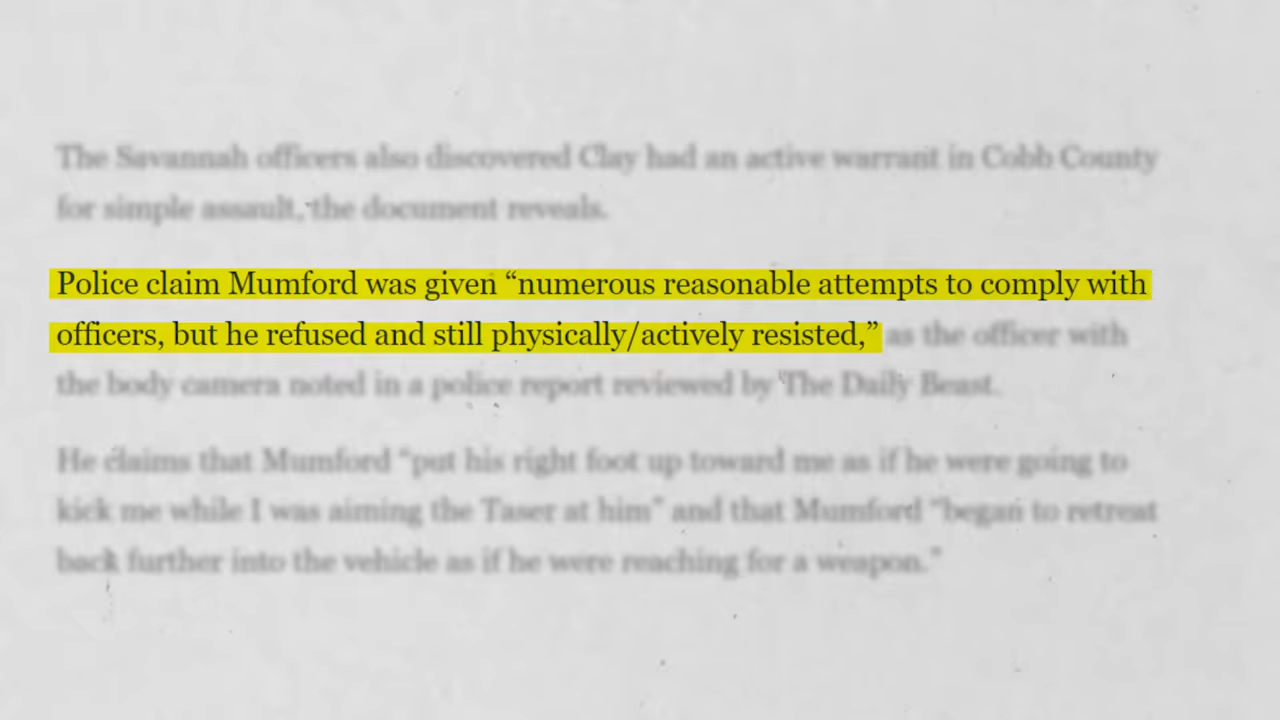 The Savannah officers also discovered Clay had an active warrant in Cobb County
for simple assault, the document reveals.
Police claim Mumford was given “numerous reasonable attempts to comply with
officers, but he refused and still physically/actively resisted,” as the officer with
the body camera noted in a police report reviewed by The Daily Beast.
He claims that Mumford “put his right foot up toward me as if he were going to
kick me while I was aiming the Taser at him” and that Mumford “began to retreat
back further into the vehicle as if he were reaching for a weapon.”